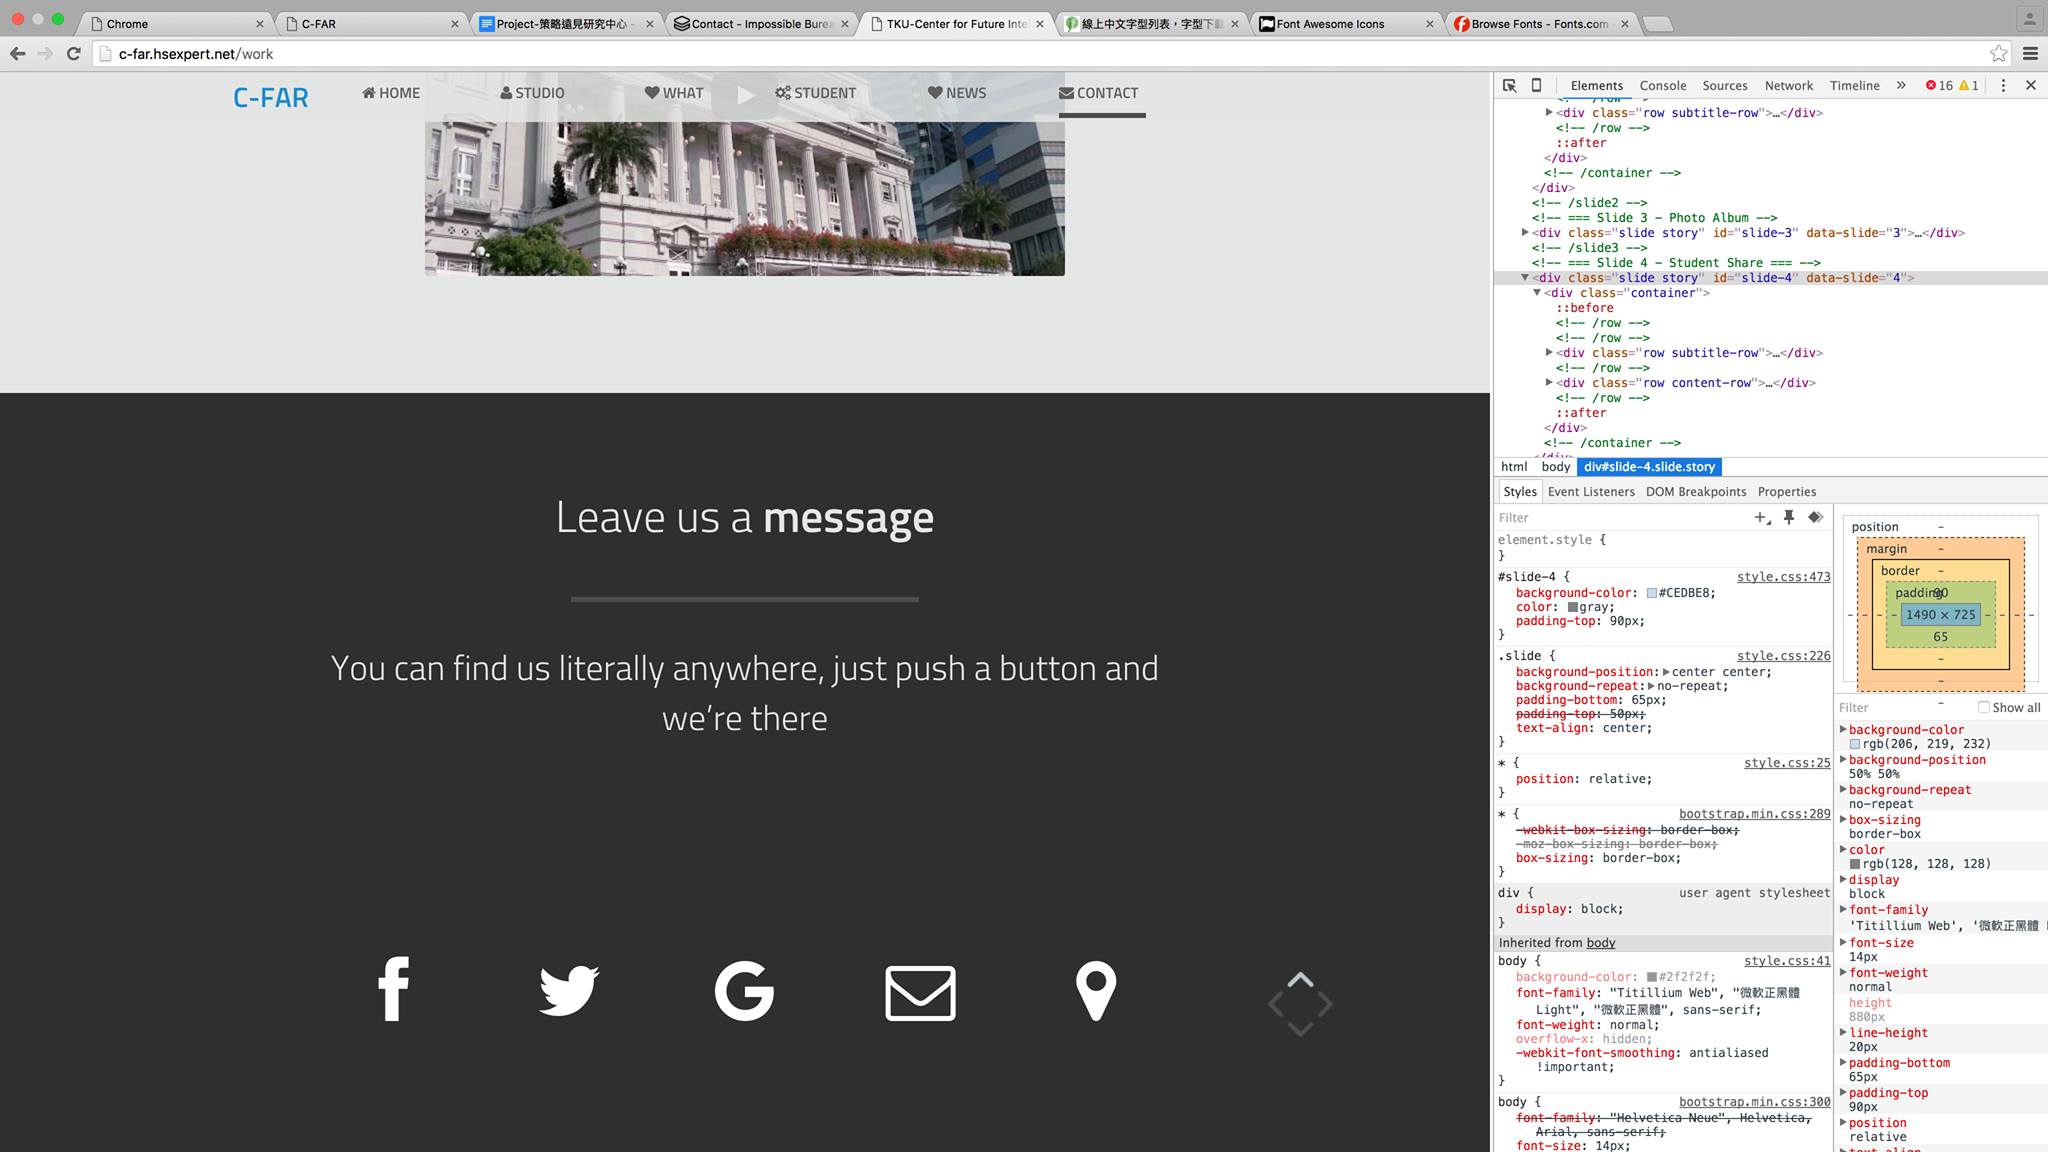 Chrome
C-FAR
Project-策略遠見研究中心 -
Contact - Impossible Burea
TKU-Center for Future Inte
線上中文字型列表，字型下載
Font Awesome Icons
Browse Fonts - Fonts.com
c-far.hsexpert.net/work
C-FAR
HOME
STUDIO
WHAT
STUDENT
NEWS
CONTACT
Leave us a message
You can find us literally anywhere, just push a button and
we're there
Elements Console Sources Network Timeline » 16 1
<div class="row subtitle-row">…</div>
<!-- /row -->
::after
</div>
<!-- /container -->
</div>
<!-- /slide2 -->
<!-- === Slide 3 - Photo Album -->
<div class="slide story" id="slide-3" data-slide="3">…</div>
<!-- /slide3 -->
<!-- === Slide 4 - Student Share === -->
<div class="slide story" id="slide-4" data-slide="4">
<div class="container">
::before
<!-- /row -->
<!-- /row -->
<div class="row subtitle-row">…</div>
<!-- /row -->
<div class="row content-row">…</div>
<!-- /row -->
::after
</div>
<!-- /container -->
html body div#slide-4.slide.story
Styles Event Listeners DOM Breakpoints Properties
Filter
element.style {
}
#slide-4 { style.css:473
background-color: #CEDBE8;
color: gray;
padding-top: 90px;
}
.slide { style.css:226
background-position: center center;
background-repeat: no-repeat;
padding-bottom: 65px;
padding-top: 50px;
text-align: center;
}
* { style.css:25
position: relative;
}
* { bootstrap.min.css:289
-webkit-box-sizing: border-box;
-moz-box-sizing: border-box;
box-sizing: border-box;
}
div { user agent stylesheet
display: block;
}
Inherited from body
body { style.css:41
background-color: #2f2f2f;
font-family: "Titillium Web", "微軟正黑體
Light", "微軟正黑體", sans-serif;
font-weight: normal;
overflow-x: hidden;
-webkit-font-smoothing: antialiased
!important;
}
body { bootstrap.min.css:300
font-family: "Helvetica Neue", Helvetica,
Arial, sans-serif;
font-size: 14px;
position -
margin -
border -
padding 90
- - - 1490 × 725 - - -
65
-
-
-
Filter Show all
background-color
rgb(206, 219, 232)
background-position
50% 50%
background-repeat
no-repeat
box-sizing
border-box
color
rgb(128, 128, 128)
display
block
font-family
'Titillium Web', '微軟正黑體
font-size
14px
font-weight
normal
height
880px
line-height
20px
padding-bottom
65px
padding-top
90px
position
relative
text-align